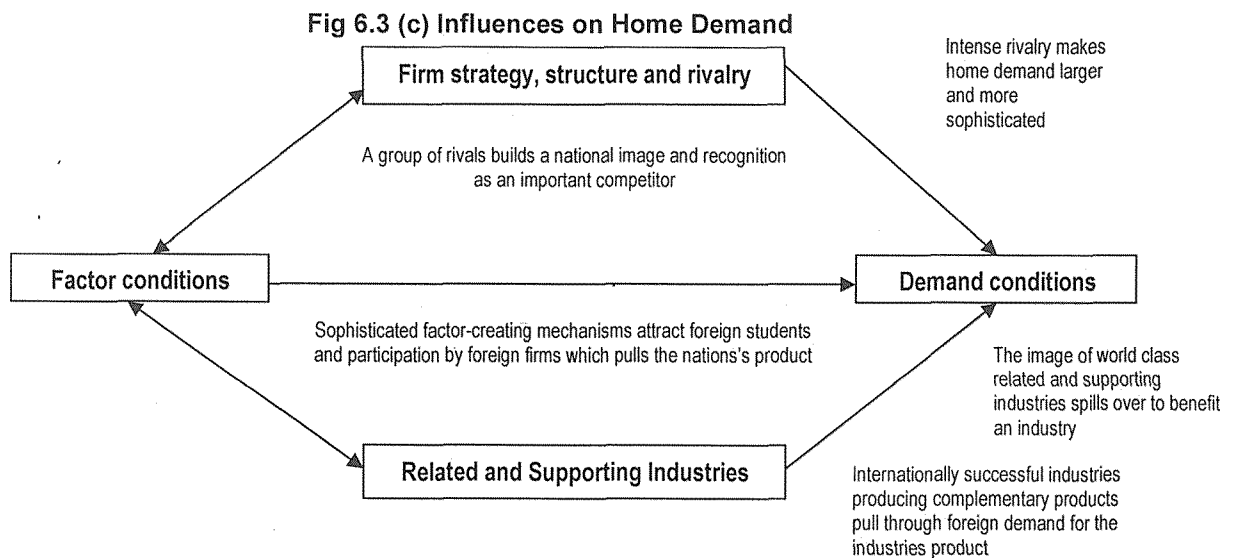 Fig 6.3 (c) Influences on Home Demand
Firm strategy, structure and rivalry
Intense rivalry makes
home demand larger
and more
sophisticated
A group of rivals builds a national image and recognition
as an important competitor
Factor conditions
Demand conditions
Sophisticated factor-creating mechanisms attract foreign students
and participation by foreign firms which pulls the nations's product
The image of world class
related and supporting
industries spills over to benefit
an industry
Related and Supporting Industries
Internationally successful industries
producing complementary products
pull through foreign demand for the
industries product